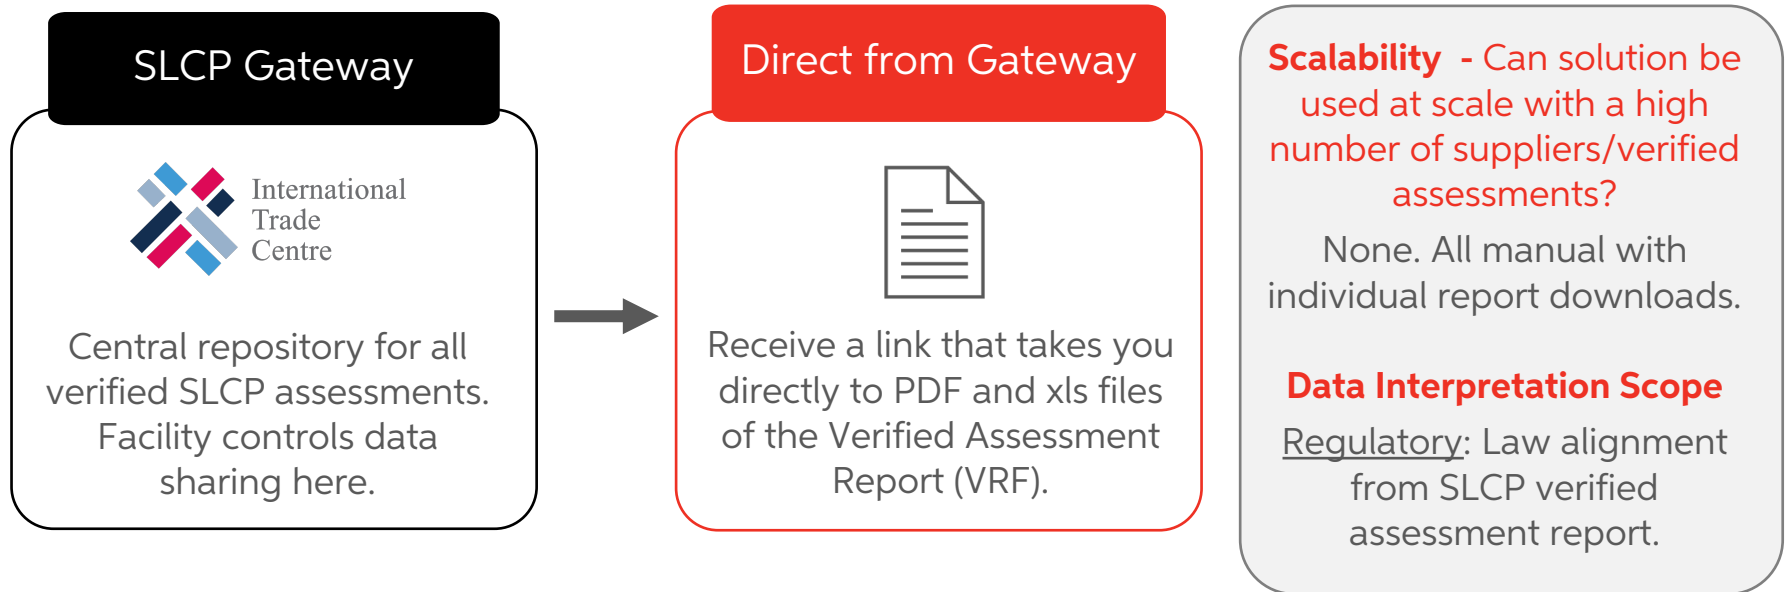 SLCP Gateway
International
Trade
Centre
Central repository for all
verified SLCP assessments.
Facility controls data
sharing here.
Direct from Gateway
Receive a link that takes you
directly to PDF and xls files
of the Verified Assessment
Report (VRF).
Scalability - Can solution be
used at scale with a high
number of suppliers/verified
assessments?
None. All manual with
individual report downloads.
Data Interpretation Scope
Regulatory: Law alignment
from SLCP verified
assessment report.